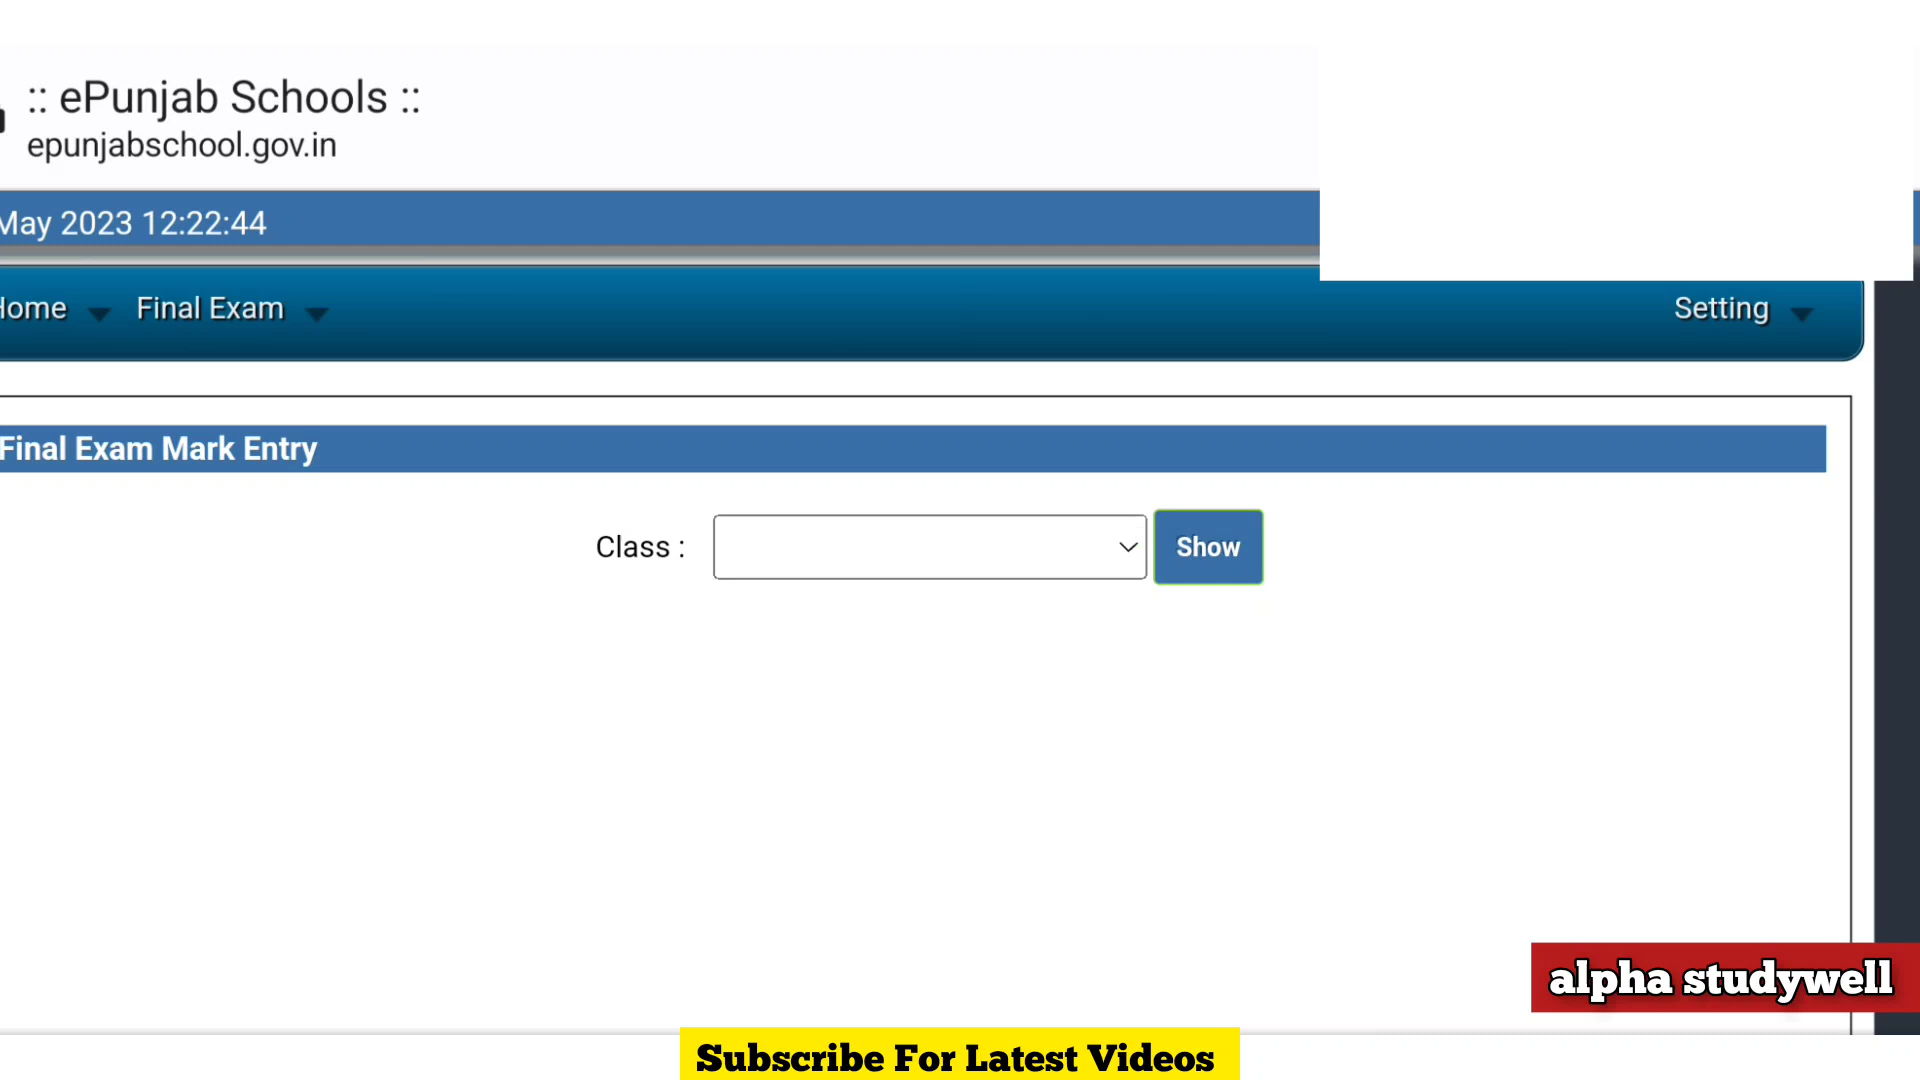 :: ePunjab Schools ::
epunjabschool.gov.in
May 2023 12:22:44
Home Final Exam Setting
Final Exam Mark Entry
Class : Show
alpha studywell
Subscribe For Latest Videos